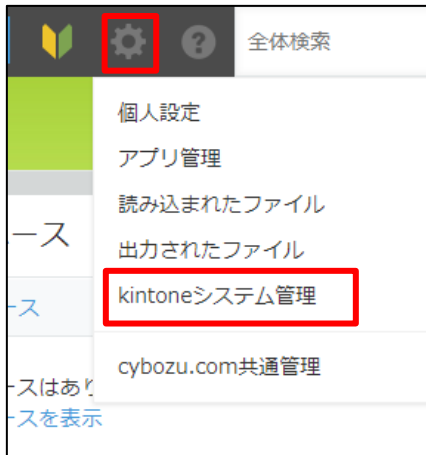 全体検索
個人設定
アプリ管理
読み込まれたファイル
出力されたファイル
kintoneシステム管理
cybozu.com共通管理
ース
ース
ースはあり
ースを表示